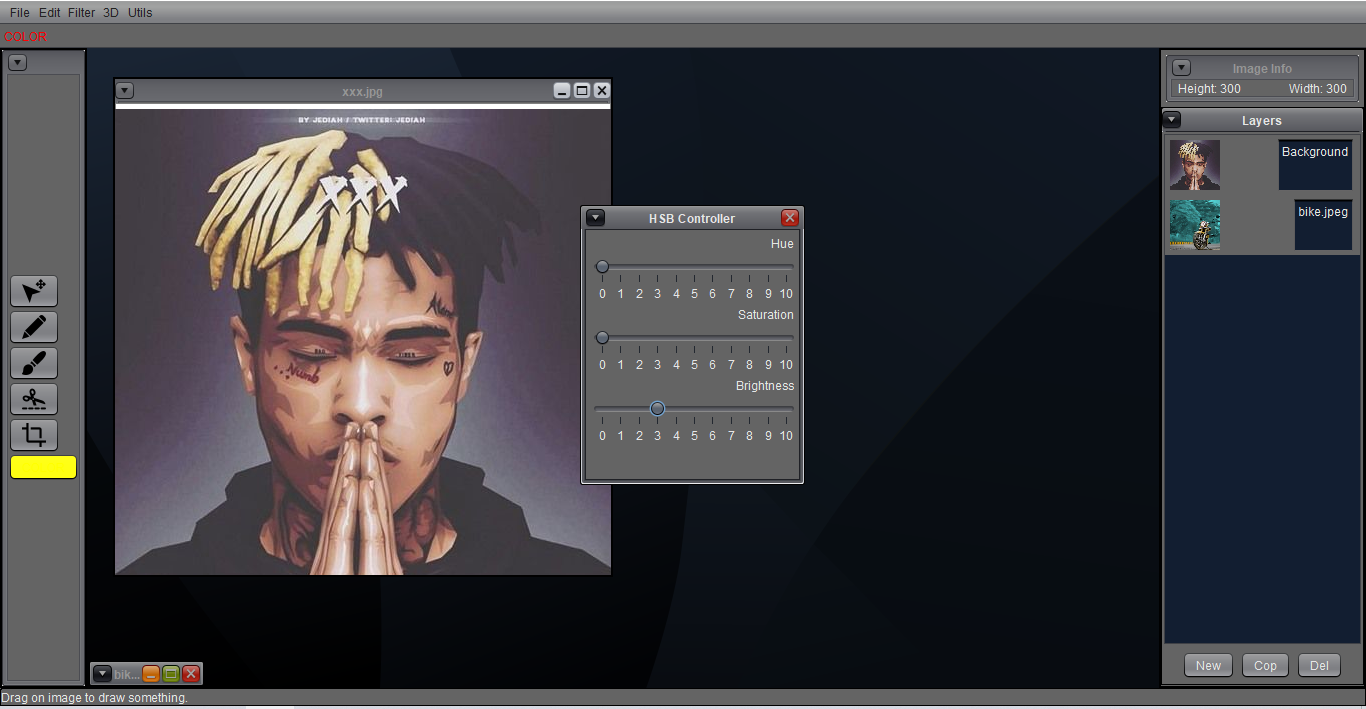 File Edit Filter 3D Utils
COLOR
xxx.jpg
BY JEDIAH / TWITTER: JEDIAH
XXX
Numb
HSB Controller
Hue
0 1 2 3 4 5 6 7 8 9 10
Saturation
0 1 2 3 4 5 6 7 8 9 10
Brightness
0 1 2 3 4 5 6 7 8 9 10
Image Info
Height: 300 Width: 300
Layers
Background
bike.jpeg
New Cop Del
bik...
Drag on image to draw something.